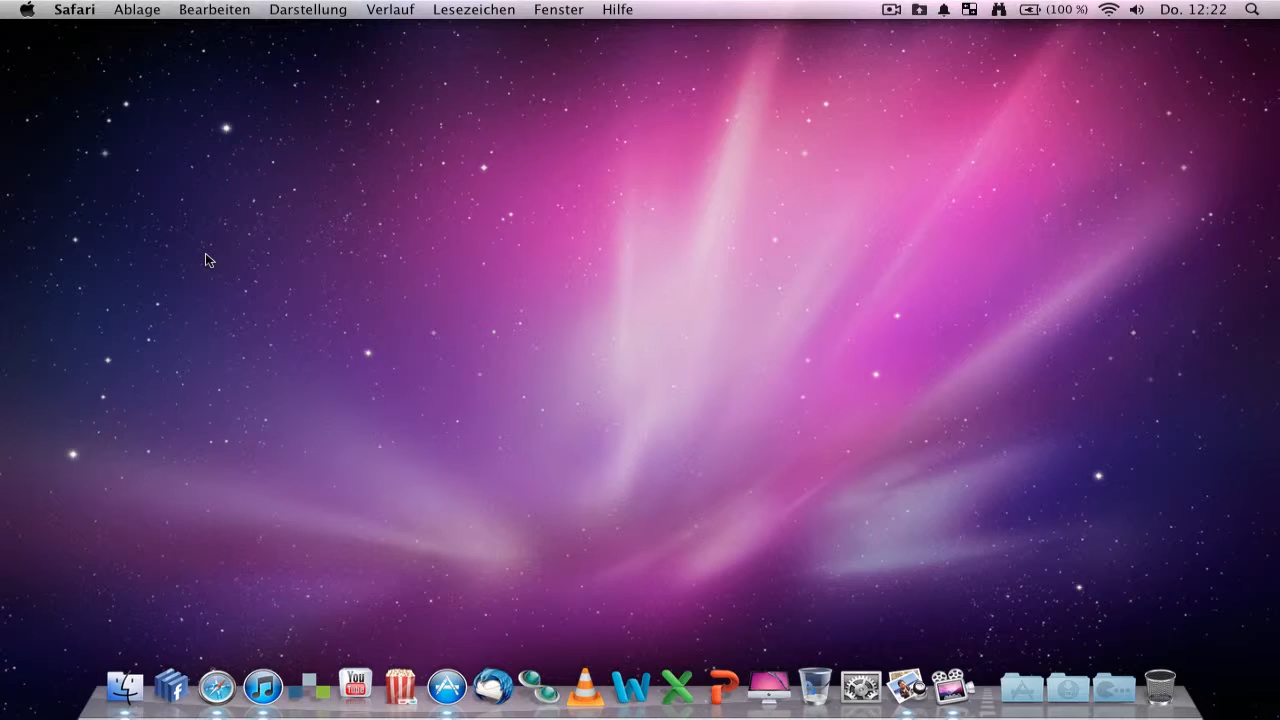 Safari Ablage Bearbeiten Darstellung Verlauf Lesezeichen Fenster Hilfe (100 %) Do. 12:22
You
Tube